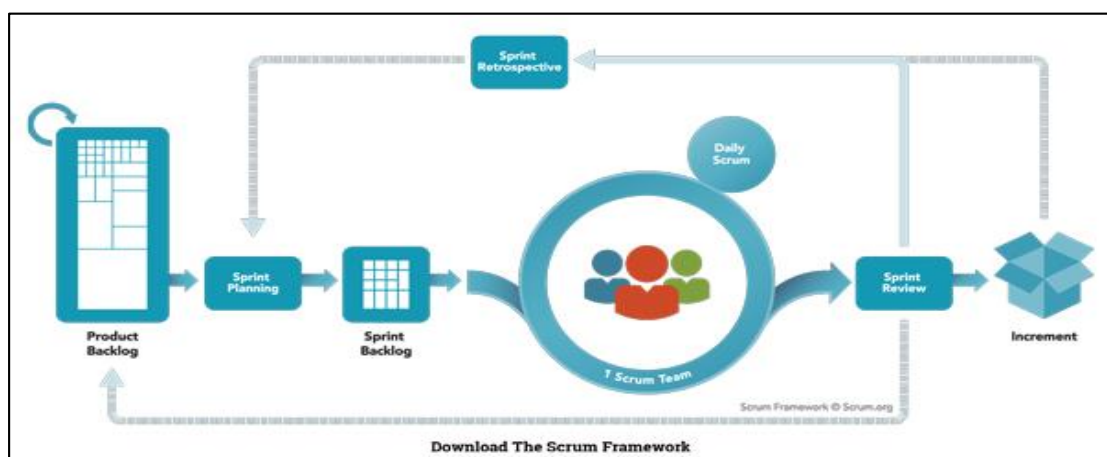 Sprint
Retrospective
Daily
Scrum
Sprint
Planning
Sprint
Review
Product
Backlog
Sprint
Backlog
1 Scrum Team
Increment
Scrum Framework © Scrum.org
Download The Scrum Framework